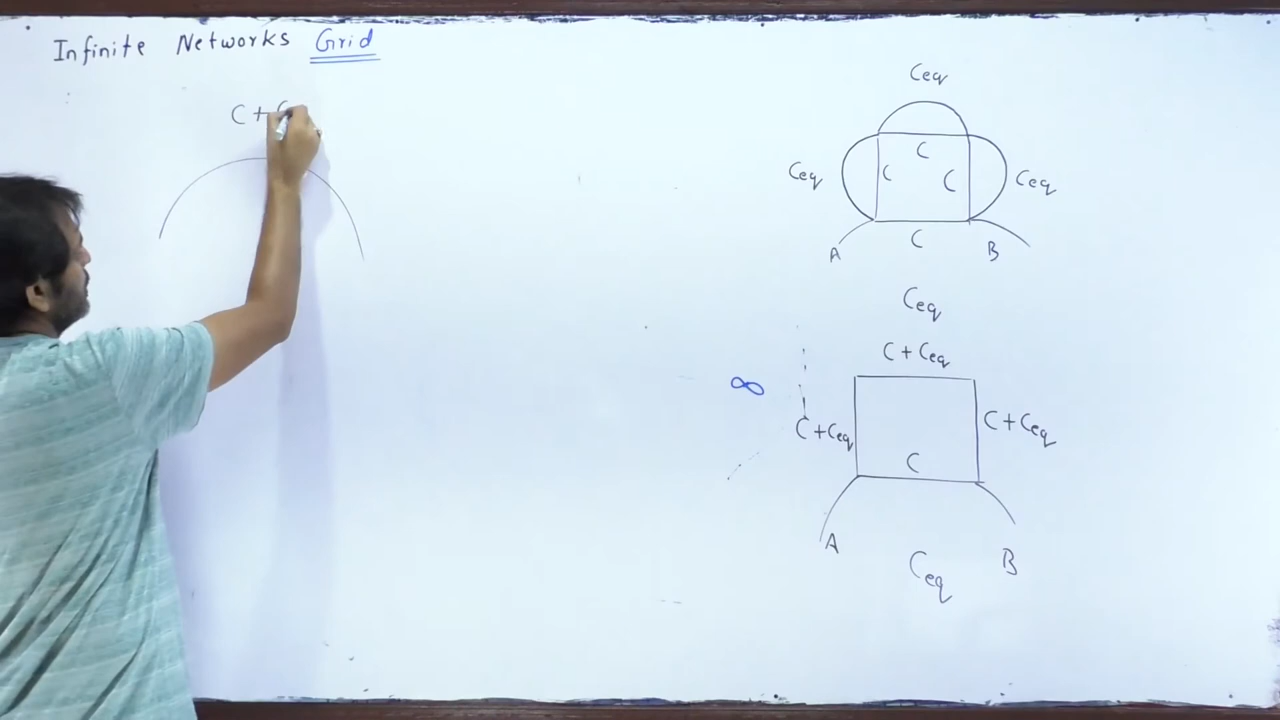 Infinite Networks Grid
C +
Ceq
C
Ceq
C
C
Ceq
C
A
B
Ceq
C + Ceq
∞
C + Ceq
C + Ceq
C
A
B
Ceq